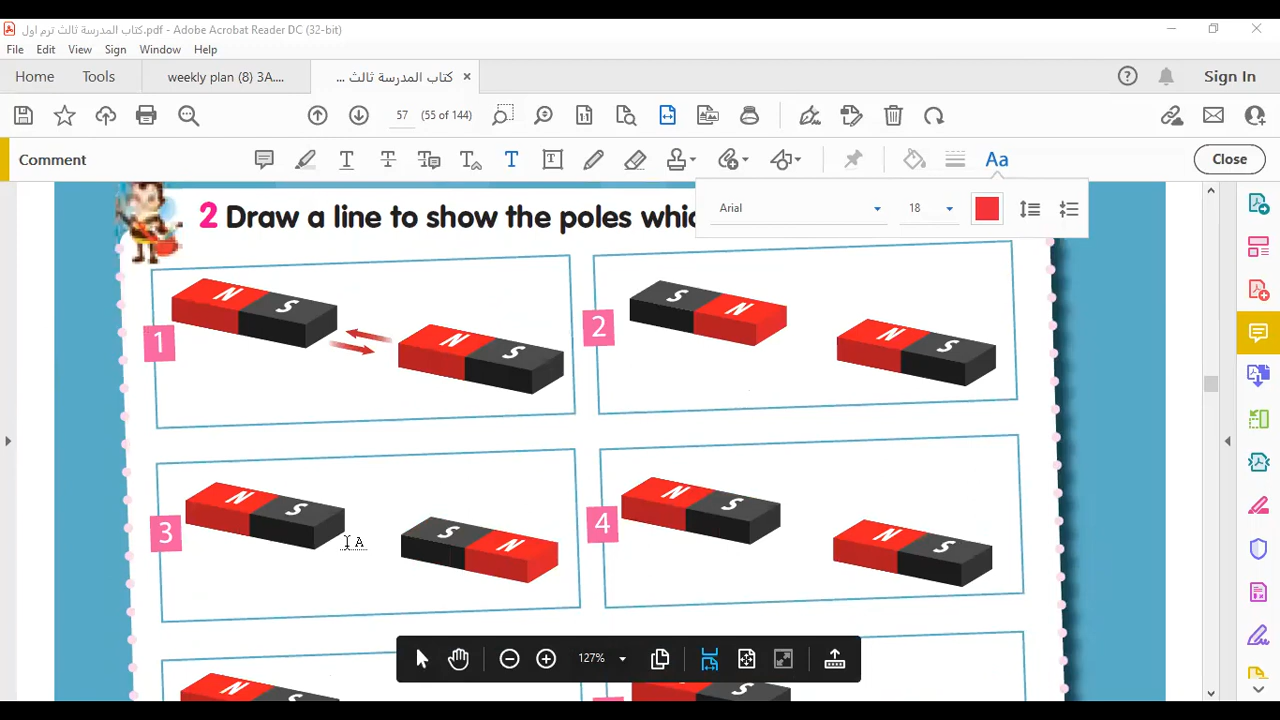 كتاب المدرسة ثالث ترم اول.pdf - Adobe Acrobat Reader DC (32-bit)
File Edit View Sign Window Help
Home Tools weekly plan (8) 3A.... كتاب المدرسة ثالث ... × Sign In
57 (55 of 144)
Comment Aa Close
Arial 18
2 Draw a line to show the poles
1 N S N S
2 S N N S
3 N S S N
A
4 N S N S
127%
N
S